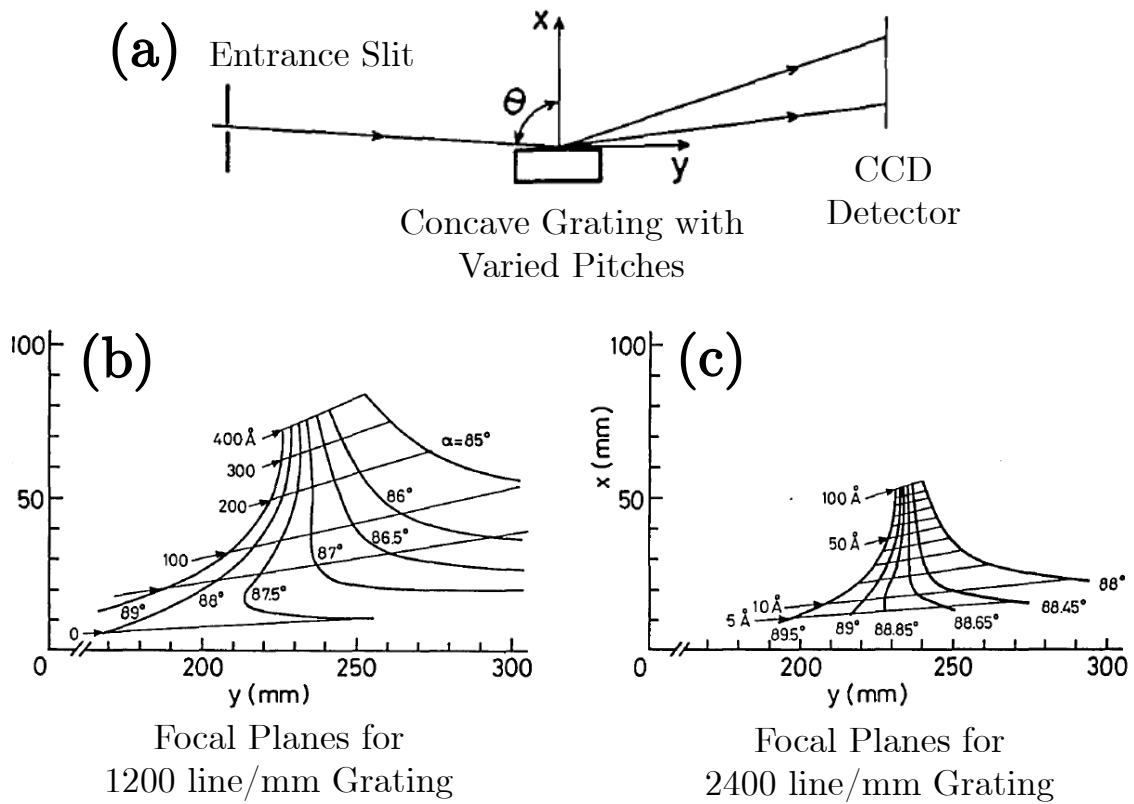 (a)
Entrance Slit
x
Θ
y
CCD
Detector
Concave Grating with
Varied Pitches
(b)
100
50
0
400Å
300
200
100
0
α=85°
86°
86.5°
87°
87.5°
88°
89°
200
250
300
y (mm)
Focal Planes for
1200 line/mm Grating
(c)
100
50
0
x (mm)
100 Å
50 Å
10 Å
5 Å
895°
89°
88.85°
88.65°
88.45°
88°
200
250
300
y (mm)
Focal Planes for
2400 line/mm Grating